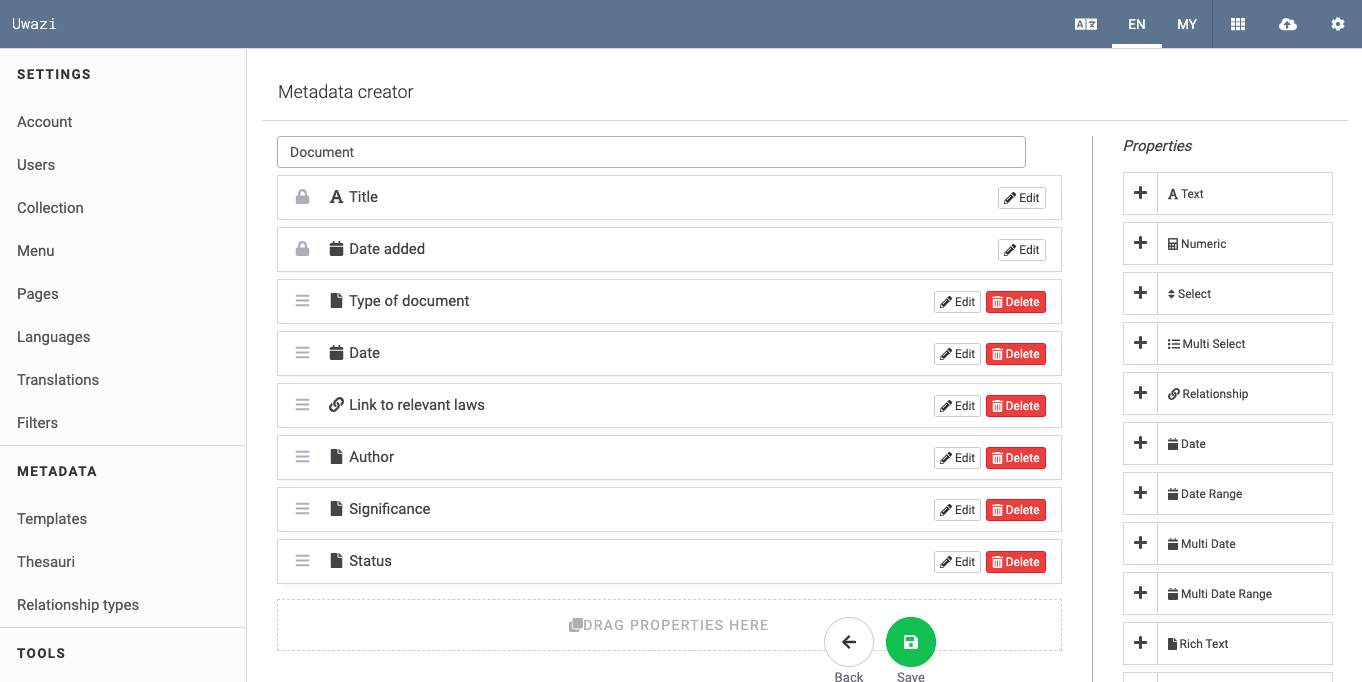 Uwazi
EN
MY
SETTINGS
Account
Users
Collection
Menu
Pages
Languages
Translations
Filters
METADATA
Templates
Thesauri
Relationship types
TOOLS
Metadata creator
Document
Title Edit
Date added Edit
Type of document Edit Delete
Date Edit Delete
Link to relevant laws Edit Delete
Author Edit Delete
Significance Edit Delete
Status Edit Delete
DRAG PROPERTIES HERE
Back Save
Properties
Text
Numeric
Select
Multi Select
Relationship
Date
Date Range
Multi Date
Multi Date Range
Rich Text